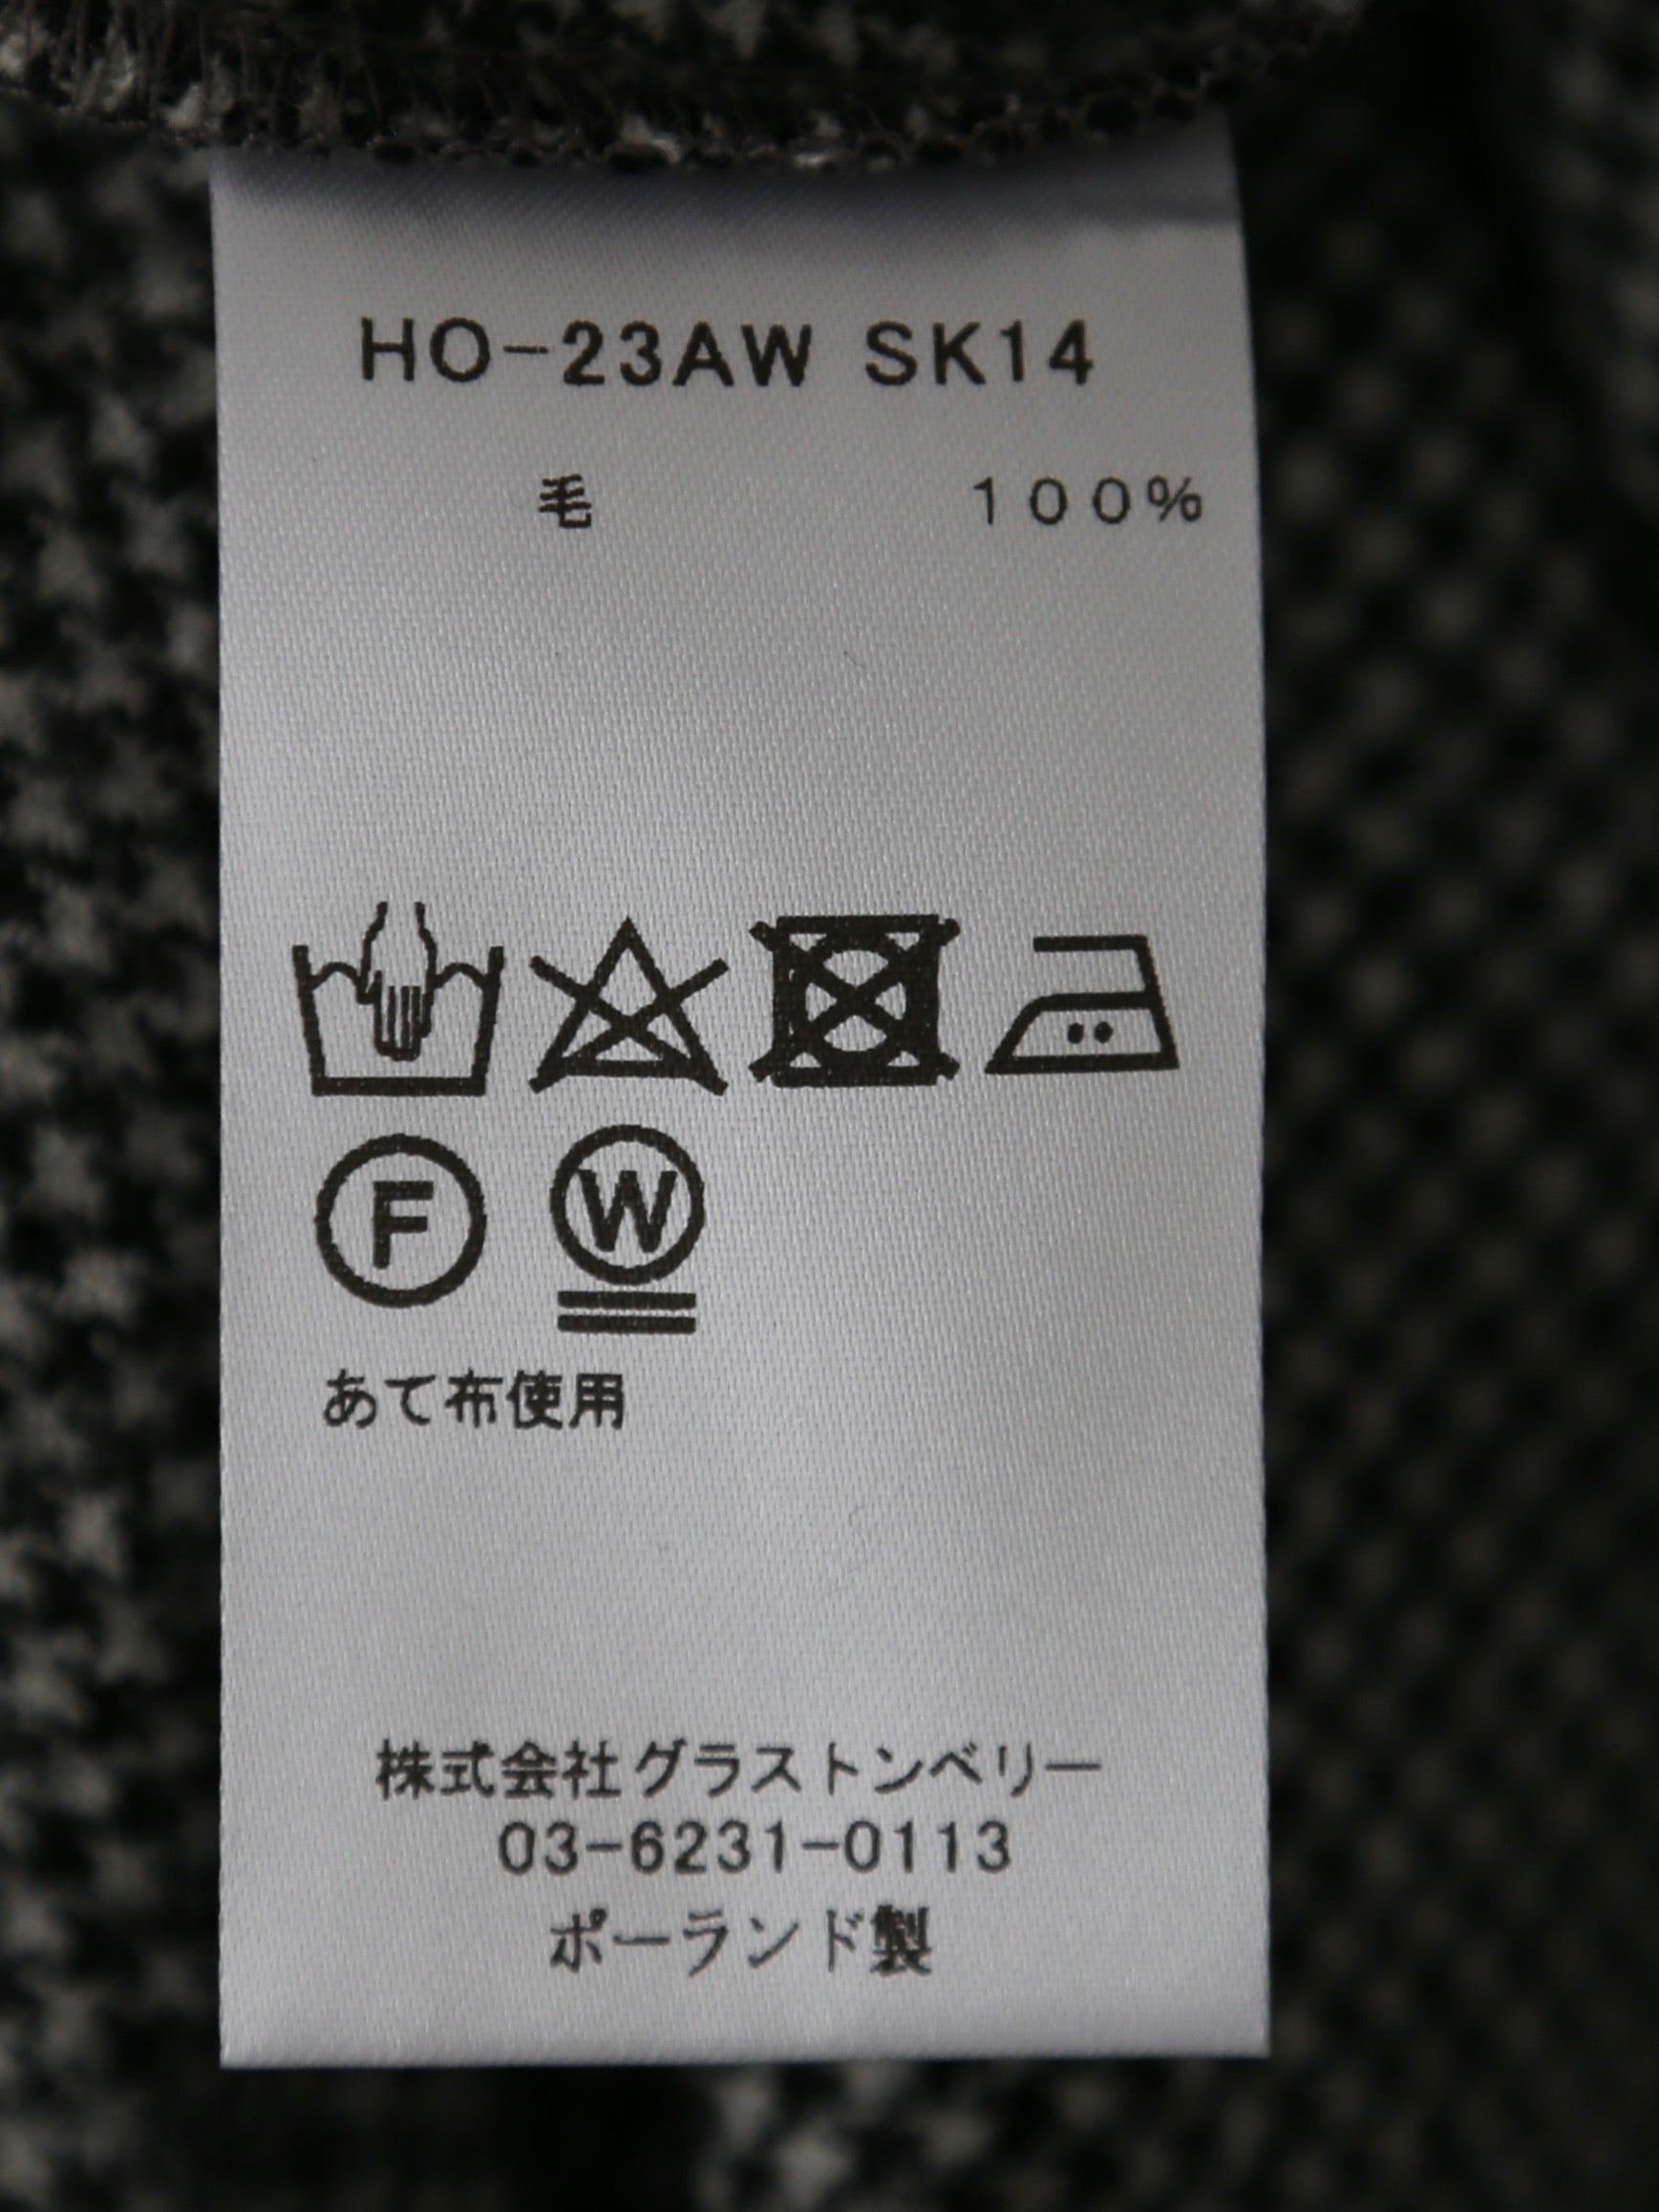 HO-23AW SK14
毛 100%
F W
あて布使用
株式会社グラストンベリー
03-6231-0113
ポーランド製